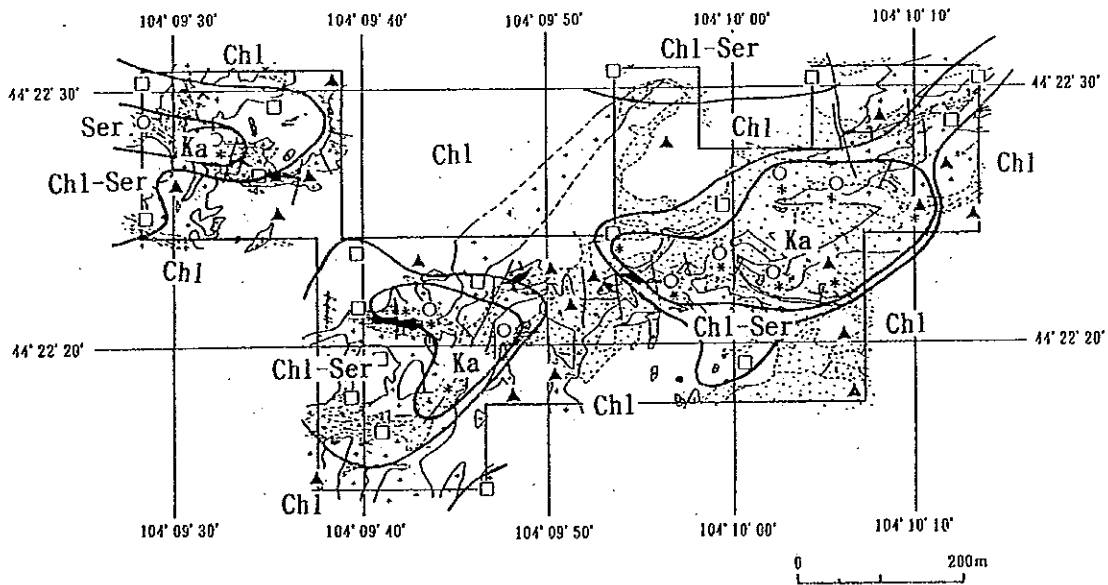 104° 09' 30" 104° 09' 40" 104° 09' 50" 104° 10' 00" 104° 10' 10"
Chl Chl-Ser
44° 22' 30" 44° 22' 30"
Ser Chl
Ka Chl Chl
Chl-Ser
Ka
Chl
Chl-Ser Chl
44° 22' 20" 44° 22' 20"
Chl-Ser Ka
Chl
Chl
104° 09' 30" 104° 09' 40" 104° 09' 50" 104° 10' 00" 104° 10' 10"
0 200m